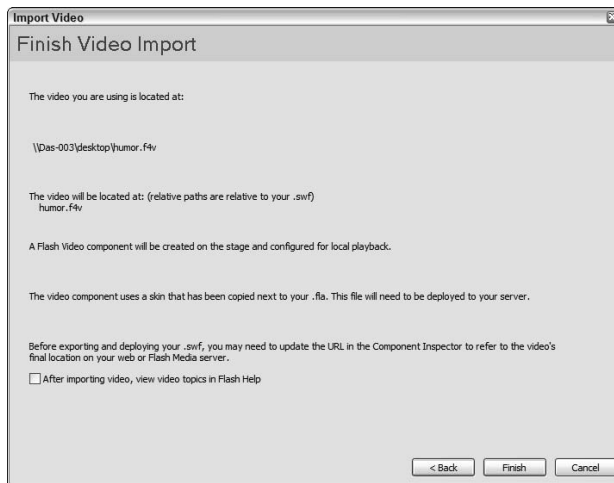 Import Video
Finish Video Import
The video you are using is located at:
\\Das-003\desktop\humor.f4v
The video will be located at: (relative paths are relative to your .swf)
humor.f4v
A Flash Video component will be created on the stage and configured for local playback.
The video component uses a skin that has been copied next to your .fla. This file will need to be deployed to your server.
Before exporting and deploying your .swf, you may need to update the URL in the Component Inspector to refer to the video's
final location on your web or Flash Media server.
After importing video, view video topics in Flash Help
< Back Finish Cancel